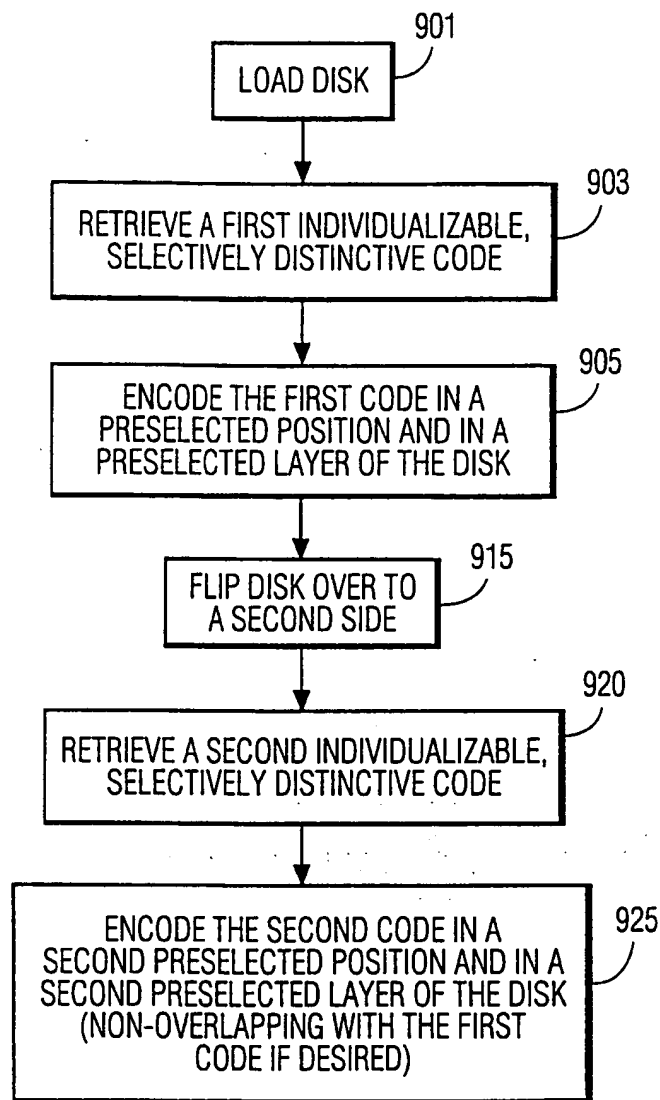 901
LOAD DISK
903
RETRIEVE A FIRST INDIVIDUALIZABLE,
SELECTIVELY DISTINCTIVE CODE
905
ENCODE THE FIRST CODE IN A
PRESELECTED POSITION AND IN A
PRESELECTED LAYER OF THE DISK
915
FLIP DISK OVER TO
A SECOND SIDE
920
RETRIEVE A SECOND INDIVIDUALIZABLE,
SELECTIVELY DISTINCTIVE CODE
925
ENCODE THE SECOND CODE IN A
SECOND PRESELECTED POSITION AND IN A
SECOND PRESELECTED LAYER OF THE DISK
(NON-OVERLAPPING WITH THE FIRST
CODE IF DESIRED)